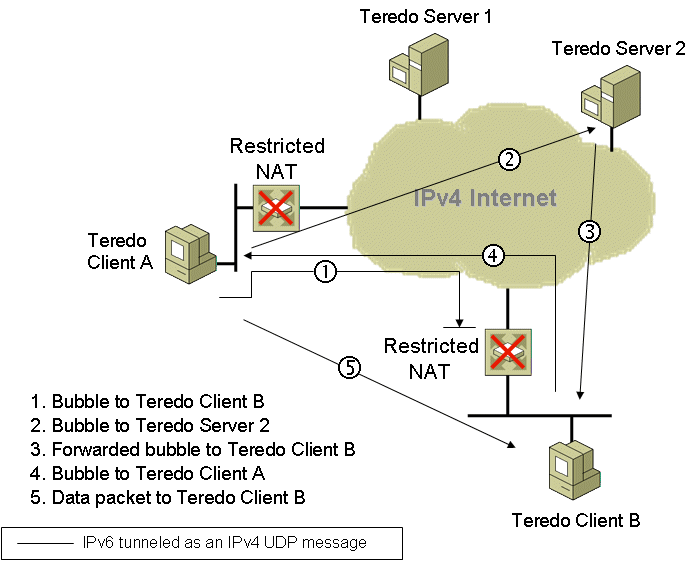 Teredo Server 1
Teredo Server 2
Restricted
NAT
IPv4 Internet
2
3
Teredo
Client A
4
1
Restricted
NAT
5
1. Bubble to Teredo Client B
2. Bubble to Teredo Server 2
3. Forwarded bubble to Teredo Client B
4. Bubble to Teredo Client A
5. Data packet to Teredo Client B
Teredo Client B
IPv6 tunneled as an IPv4 UDP message